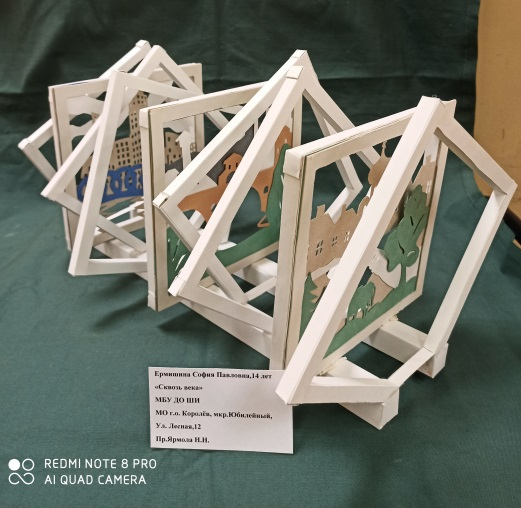 Ермишина София Павловна,14 лет
«Сквозь века»
МБУ ДО ШИ
МО г.о. Королёв, мкр.Юбилейный,
Ул. Лесная,12
Пр.Ярмола Н.Н.
REDMI NOTE 8 PRO
AI QUAD CAMERA